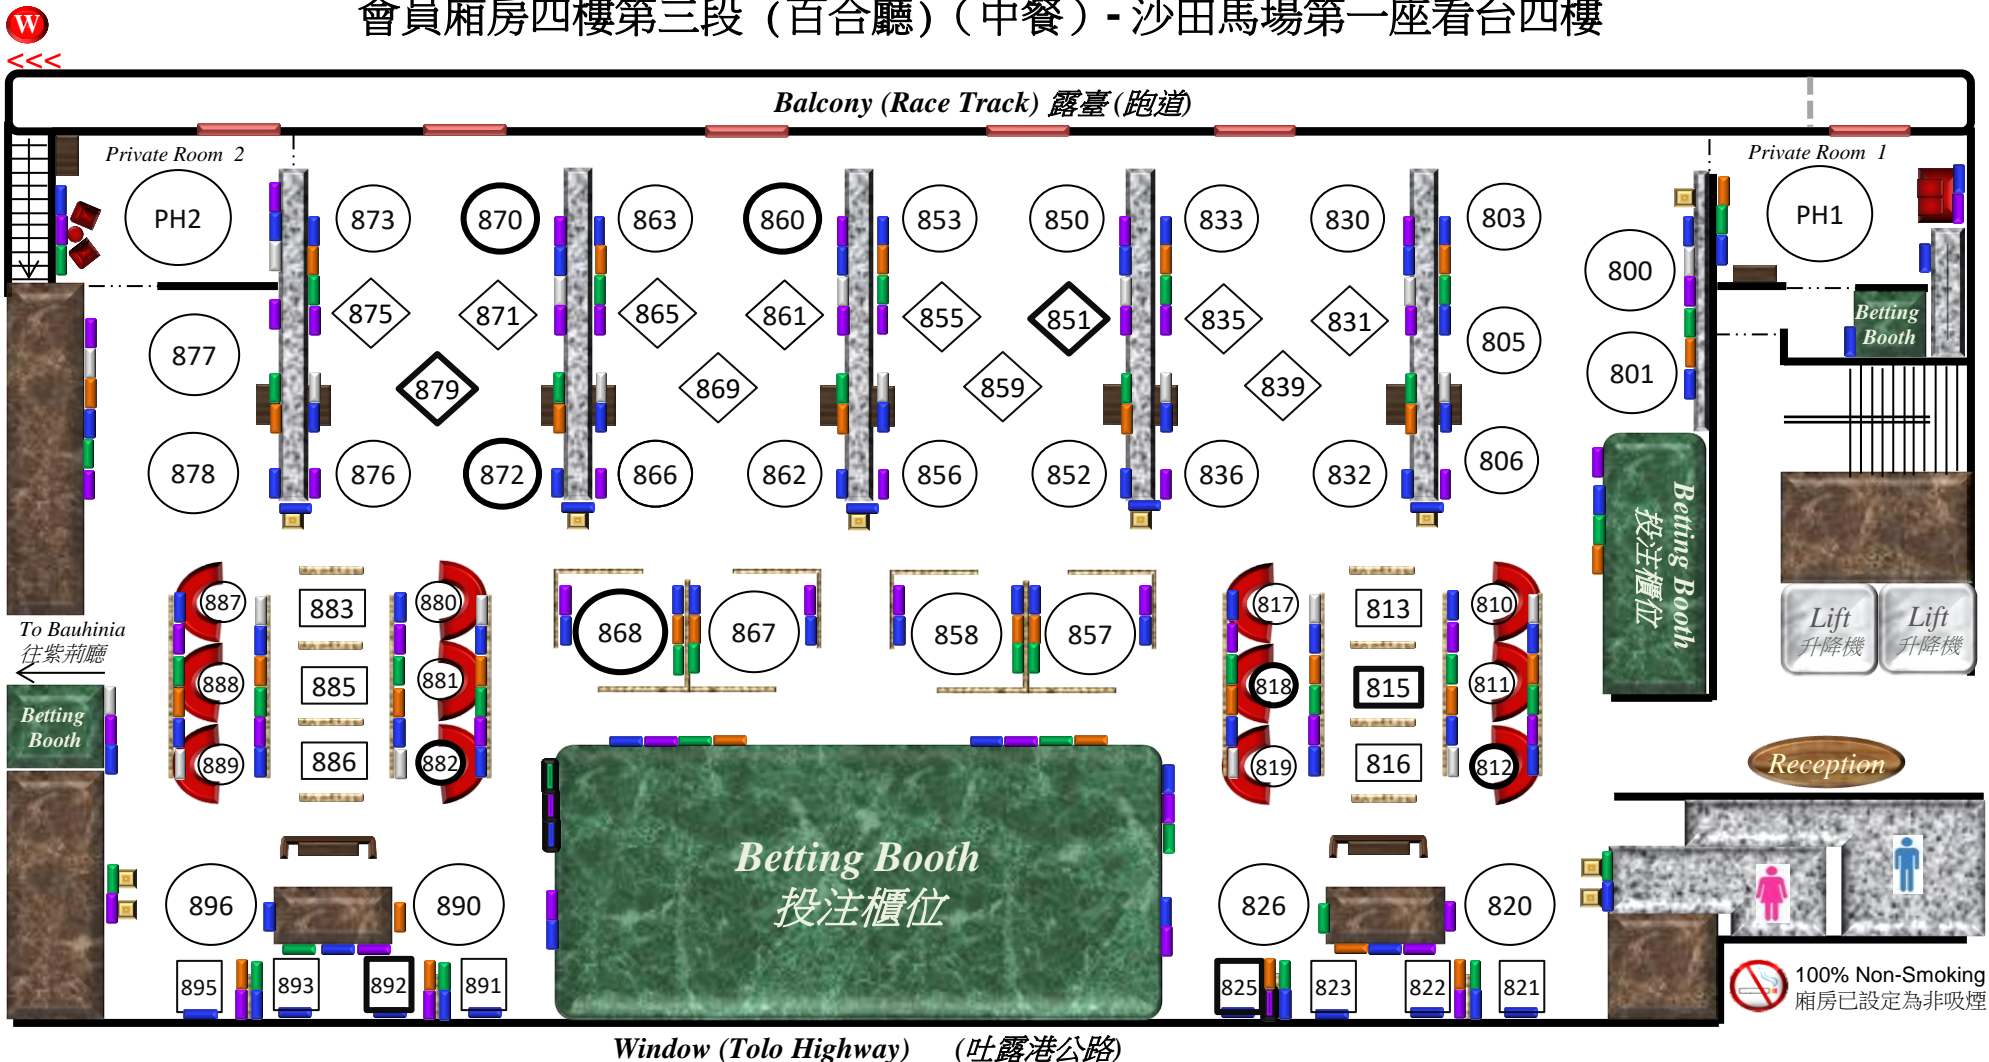 會員廂房四樓第三段 (百合廳)（中餐）- 沙田馬場第一座看台四樓
W
<<<
Balcony (Race Track) 露臺 (跑道)
Private Room 2
Private Room 1
PH2
873
870
863
860
853
850
833
830
803
800
PH1
875
871
865
861
855
851
835
831
805
Betting
Booth
877
879
869
859
839
801
878
876
872
866
862
856
852
836
832
806
Betting Booth
投注櫃位
887
883
880
868
867
858
857
817
813
810
Lift
升降機
Lift
升降機
To Bauhinia
往紫荊廳
888
885
881
818
815
811
Betting
Booth
889
886
882
819
816
812
Reception
Betting Booth
投注櫃位
896
890
826
820
895
893
892
891
825
823
822
821
100% Non-Smoking
廂房已設定為非吸煙
Window (Tolo Highway) (吐露港公路)